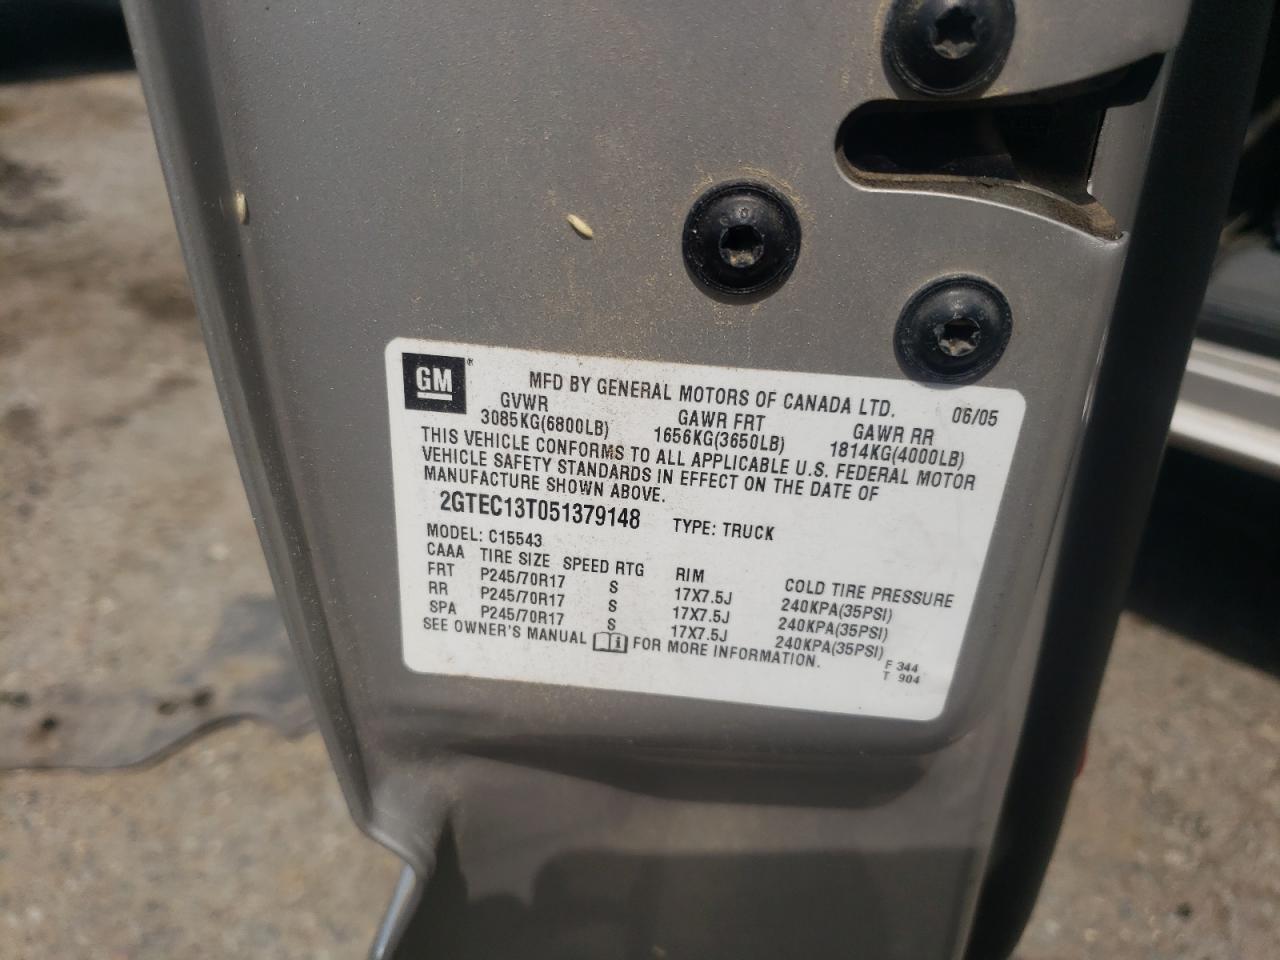 GM®
MFD BY GENERAL MOTORS OF CANADA LTD. 06/05
GVWR GAWR FRT GAWR RR
3085KG(6800LB) 1656KG(3650LB) 1814KG(4000LB)
THIS VEHICLE CONFORMS TO ALL APPLICABLE U.S. FEDERAL MOTOR
VEHICLE SAFETY STANDARDS IN EFFECT ON THE DATE OF
MANUFACTURE SHOWN ABOVE.
2GTEC13T051379148 TYPE: TRUCK
MODEL: C15543
CAAA TIRE SIZE SPEED RTG RIM COLD TIRE PRESSURE
FRT P245/70R17 S 17X7.5J 240KPA(35PSI)
RR P245/70R17 S 17X7.5J 240KPA(35PSI)
SPA P245/70R17 S 17X7.5J 240KPA(35PSI)
SEE OWNER'S MANUAL FOR MORE INFORMATION.
F 344
T 904